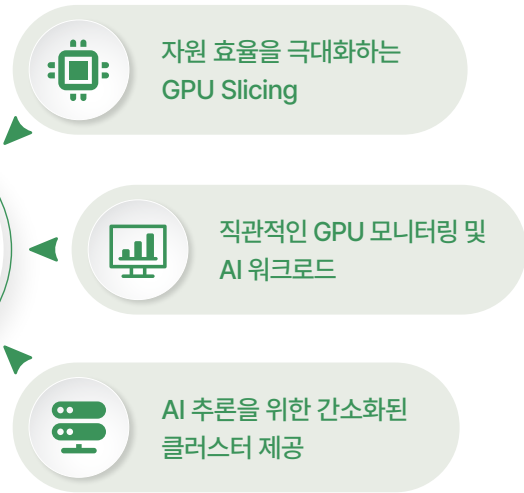 자원 효율을 극대화하는
GPU Slicing
직관적인 GPU 모니터링 및
AI 워크로드
AI 추론을 위한 간소화된
클러스터 제공